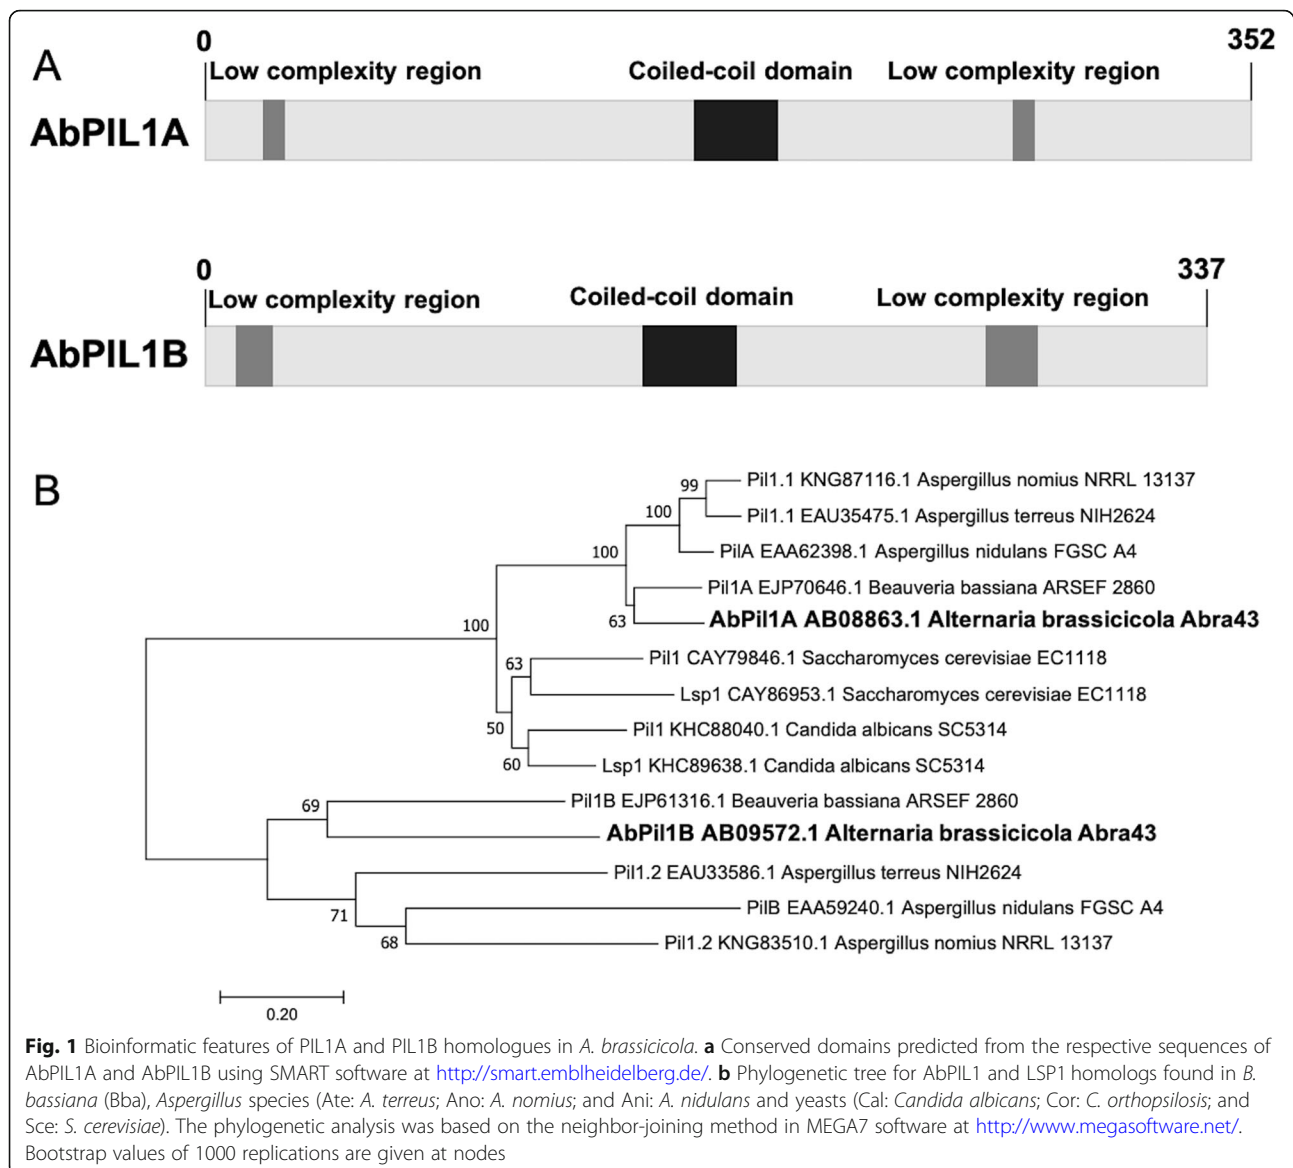 A
0
352
Low complexity region
Coiled-coil domain
Low complexity region
AbPIL1A
0
337
Low complexity region
Coiled-coil domain
Low complexity region
AbPIL1B
B
99
Pil1.1 KNG87116.1 Aspergillus nomius NRRL 13137
100
Pil1.1 EAU35475.1 Aspergillus terreus NIH2624
100
PilA EAA62398.1 Aspergillus nidulans FGSC A4
Pil1A EJP70646.1 Beauveria bassiana ARSEF 2860
63
AbPil1A AB08863.1 Alternaria brassicicola Abra43
100
Pil1 CAY79846.1 Saccharomyces cerevisiae EC1118
63
Lsp1 CAY86953.1 Saccharomyces cerevisiae EC1118
50
Pil1 KHC88040.1 Candida albicans SC5314
60
Lsp1 KHC89638.1 Candida albicans SC5314
69
Pil1B EJP61316.1 Beauveria bassiana ARSEF 2860
AbPil1B AB09572.1 Alternaria brassicicola Abra43
Pil1.2 EAU33586.1 Aspergillus terreus NIH2624
71
PilB EAA59240.1 Aspergillus nidulans FGSC A4
68
Pil1.2 KNG83510.1 Aspergillus nomius NRRL 13137
0.20
Fig. 1 Bioinformatic features of PIL1A and PIL1B homologues in A. brassicicola. a Conserved domains predicted from the respective sequences of
AbPIL1A and AbPIL1B using SMART software at http://smart.emblheidelberg.de/. b Phylogenetic tree for AbPIL1 and LSP1 homologs found in B.
bassiana (Bba), Aspergillus species (Ate: A. terreus; Ano: A. nomius; and Ani: A. nidulans and yeasts (Cal: Candida albicans; Cor: C. orthopsilosis; and
Sce: S. cerevisiae). The phylogenetic analysis was based on the neighbor-joining method in MEGA7 software at http://www.megasoftware.net/.
Bootstrap values of 1000 replications are given at nodes